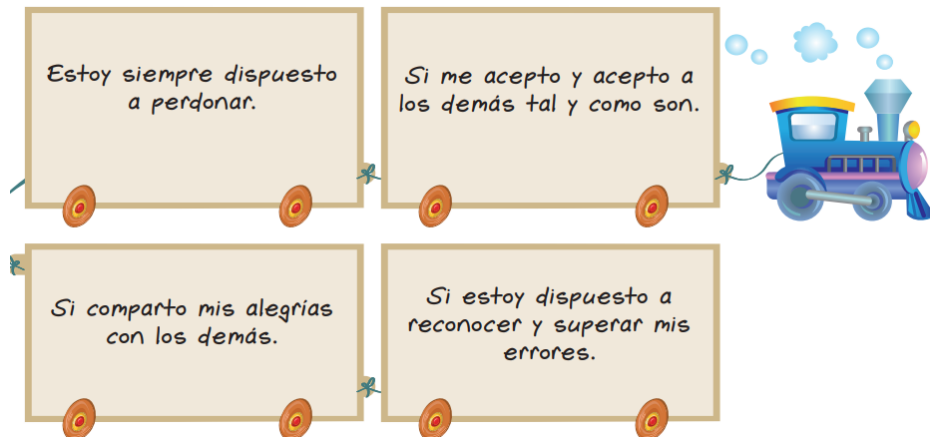 Estoy siempre dispuesto
a perdonar.
Si me acepto y acepto a
los demás tal y como son.
Si comparto mis alegrías
con los demás.
Si estoy dispuesto a
reconocer y superar mis
errores.